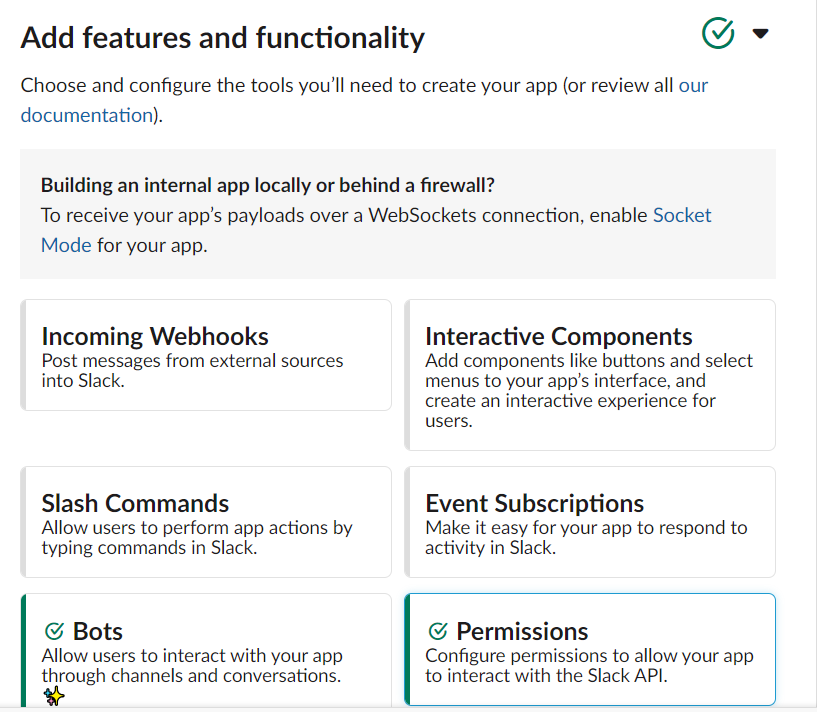 Add features and functionality
Choose and configure the tools you’ll need to create your app (or review all our
documentation).
Building an internal app locally or behind a firewall?
To receive your app’s payloads over a WebSockets connection, enable Socket
Mode for your app.
Incoming Webhooks
Post messages from external sources
into Slack.
Interactive Components
Add components like buttons and select
menus to your app’s interface, and
create an interactive experience for
users.
Slash Commands
Allow users to perform app actions by
typing commands in Slack.
Event Subscriptions
Make it easy for your app to respond to
activity in Slack.
Bots
Allow users to interact with your app
through channels and conversations.
Permissions
Configure permissions to allow your app
to interact with the Slack API.